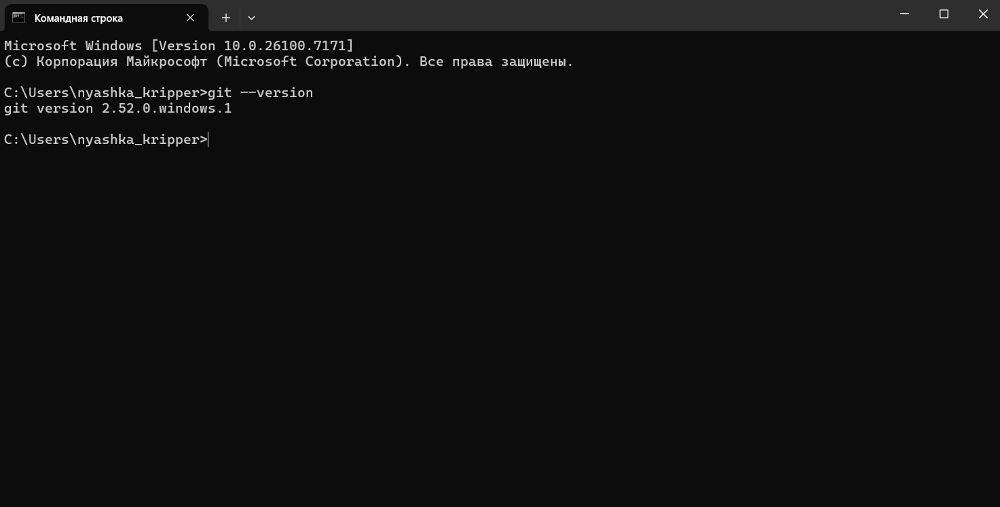 Командная строка
Microsoft Windows [Version 10.0.26100.7171]
(c) Корпорация Майкрософт (Microsoft Corporation). Все права защищены.
C:\Users\nyashka_kripper>git --version
git version 2.52.0.windows.1
C:\Users\nyashka_kripper>